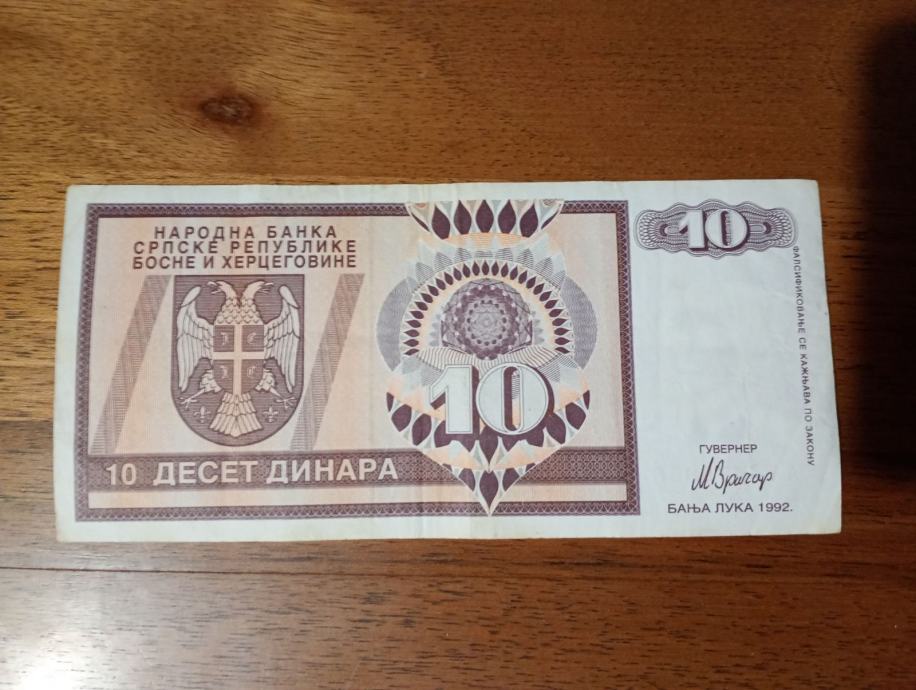 НАРОДНА БАНКА
СРПСКЕ РЕПУБЛИКЕ
БОСНЕ И ХЕРЦЕГОВИНЕ
10
10 ДЕСЕТ ДИНАРА
10
ФАЛСИФИКОВАЊЕ СЕ КАЖЊАВА ПО ЗАКОНУ
ГУВЕРНЕР
БАЊА ЛУКА 1992.